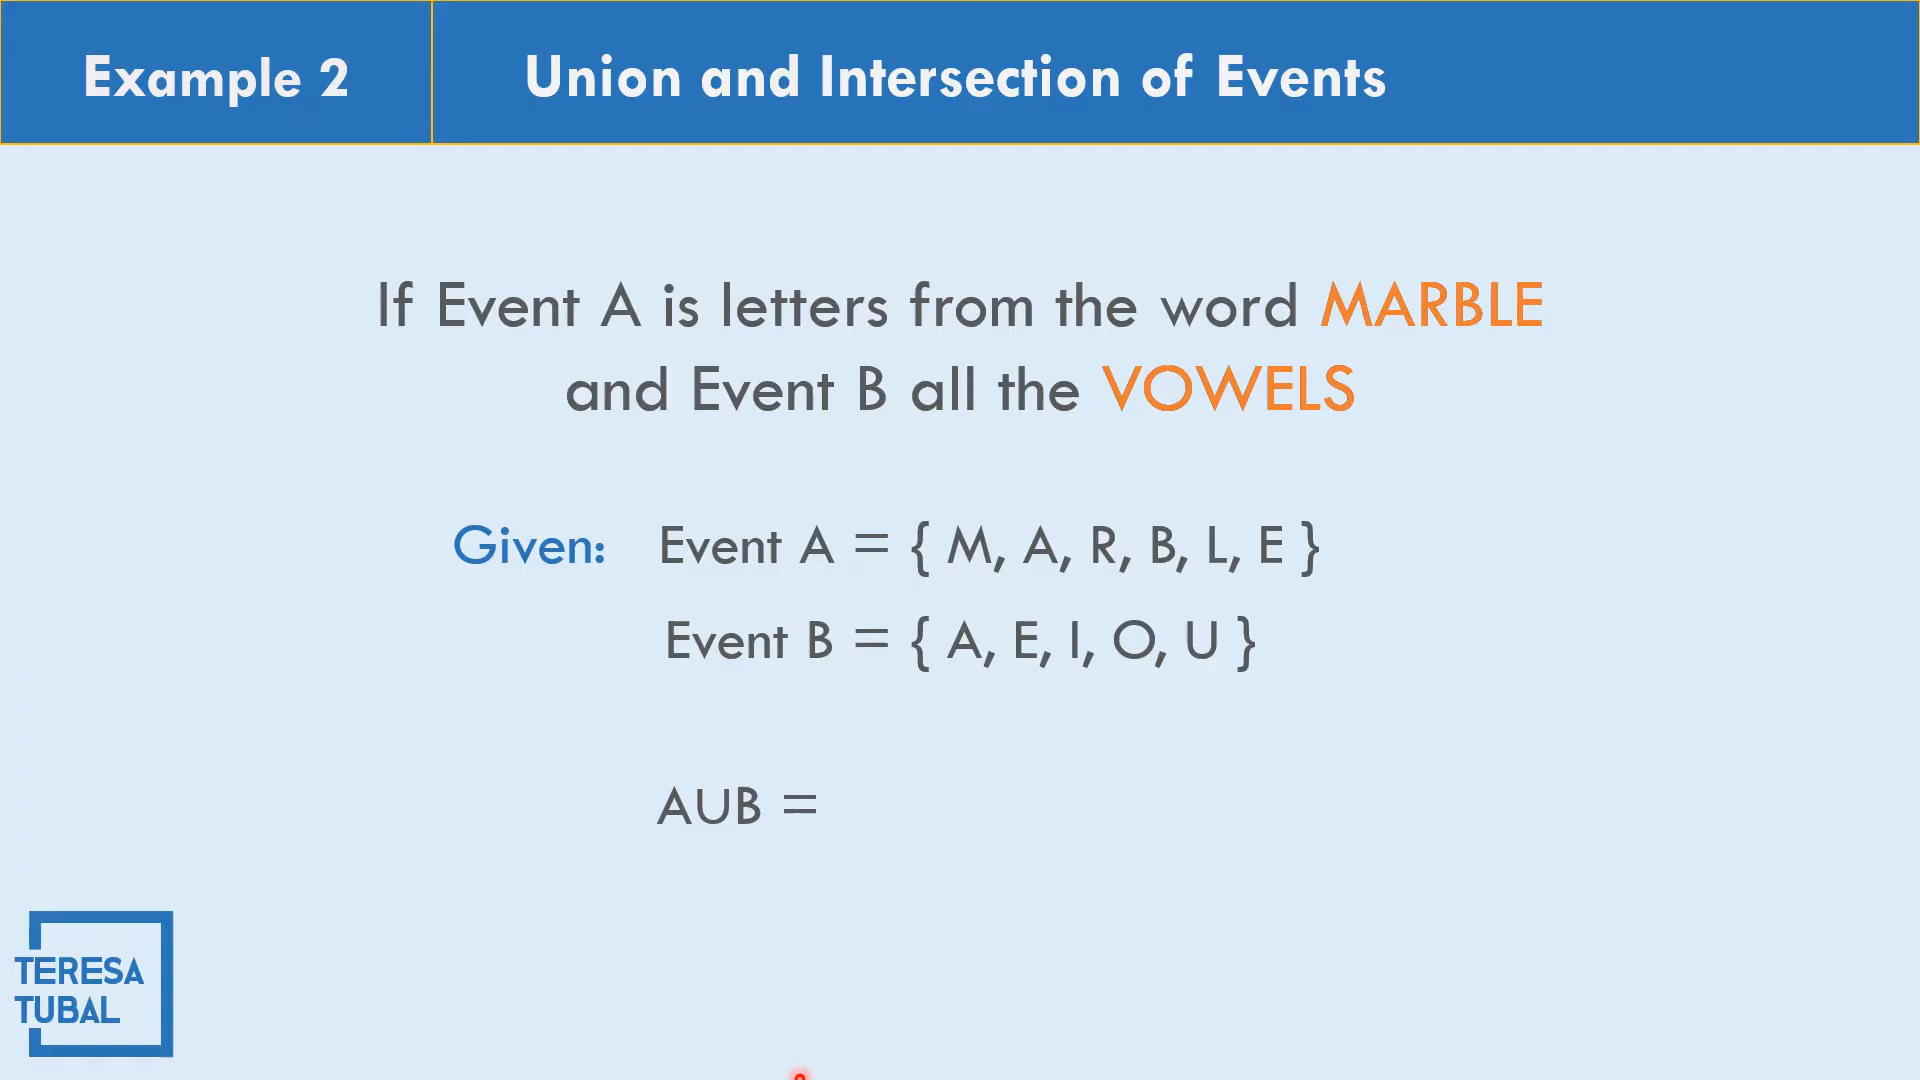 Example 2
Union and Intersection of Events
If Event A is letters from the word MARBLE
and Event B all the VOWELS
Given: Event A = { M, A, R, B, L, E }
Event B = { A, E, I, O, U }
AUB =
TERESA
TUBAL